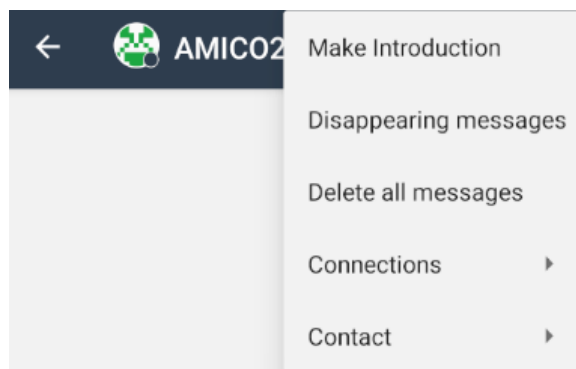 AMICO2
Make Introduction
Disappearing messages
Delete all messages
Connections
Contact